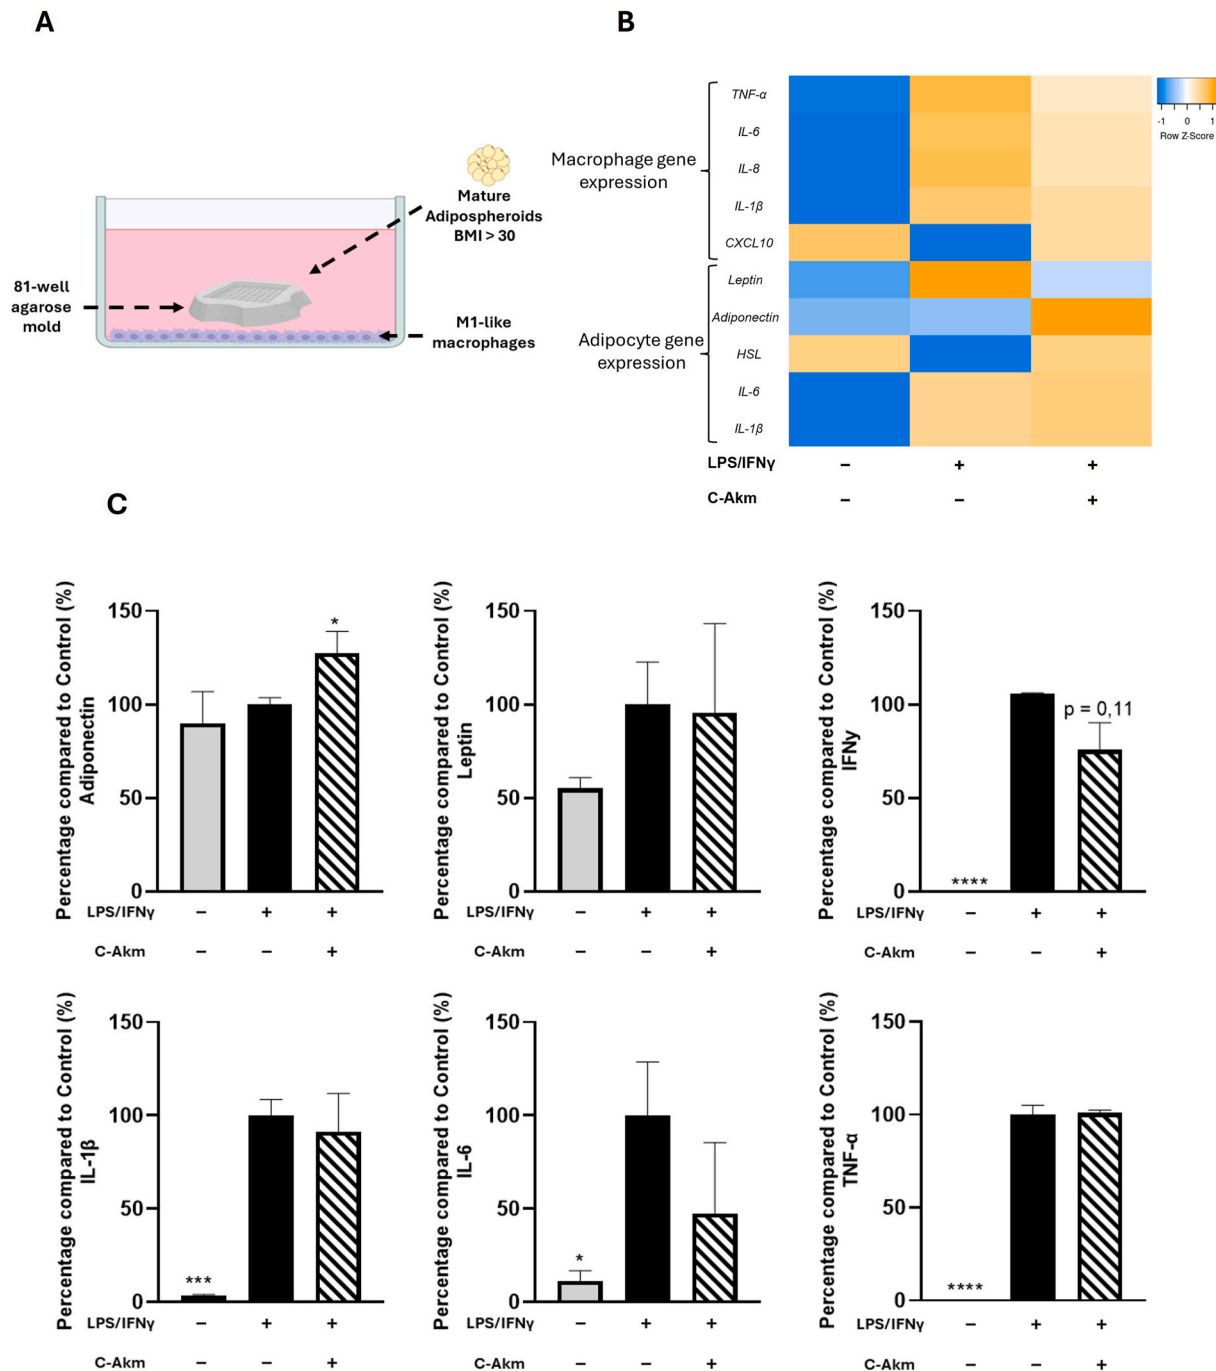 A
B
Mature
Adipospheroids
BMI > 30
81-well
agarose
mold
M1-like
macrophages
Macrophage gene
expression
Adipocyte gene
expression
TNF-α
IL-6
IL-8
IL-1β
CXCL10
Leptin
Adiponectin
HSL
IL-6
IL-1β
-1 0 1
Row Z-Score
LPS/IFNγ – + +
C-Akm – – +
C
Percentage compared to Control (%)
Adiponectin
150
100
50
0
*
LPS/IFNγ – + +
C-Akm – – +
Percentage compared to Control (%)
Leptin
150
100
50
0
LPS/IFNγ – + +
C-Akm – – +
Percentage compared to Control (%)
IFNy
150
100
50
0
p = 0,11
****
LPS/IFNγ – + +
C-Akm – – +
Percentage compared to Control (%)
IL-1β
150
100
50
0
***
LPS/IFNγ – + +
C-Akm – – +
Percentage compared to Control (%)
IL-6
150
100
50
0
*
LPS/IFNγ – + +
C-Akm – – +
Percentage compared to Control (%)
TNF-α
150
100
50
0
****
LPS/IFNγ – + +
C-Akm – – +